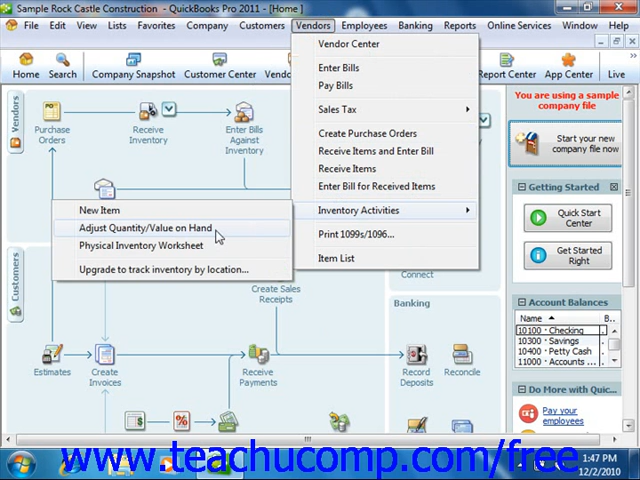 Sample Rock Castle Construction - QuickBooks Pro 2011 - [Home ]
File Edit View Lists Favorites Company Customers Vendors Employees Banking Reports Online Services Window Help
Home Search Company Snapshot Customer Center Vend Report Center App Center Live
Vendor Center
Enter Bills
Pay Bills
Sales Tax
Create Purchase Orders
Receive Items and Enter Bill
Receive Items
Enter Bill for Received Items
Inventory Activities
Print 1099s/1096...
Item List
New Item
Adjust Quantity/Value on Hand
Physical Inventory Worksheet
Upgrade to track inventory by location...
Vendors
Purchase
Orders
Receive
Inventory
Enter Bills
Against
Inventory
Customers
Create Sales
Receipts
Connect
Banking
Estimates
Create
Invoices
Receive
Payments
Record
Deposits
Reconcile
You are using a sample
company file
Start your new
company file now
Getting Started
Quick Start
Center
Get Started
Right
Account Balances
Name B..
10100 · Checking
10300 · Savings
10400 · Petty Cash
11000 · Accounts ...
Do More with Quic...
Pay your
employees
www.teachucomp.com/free
1:47 PM
12/2/2010